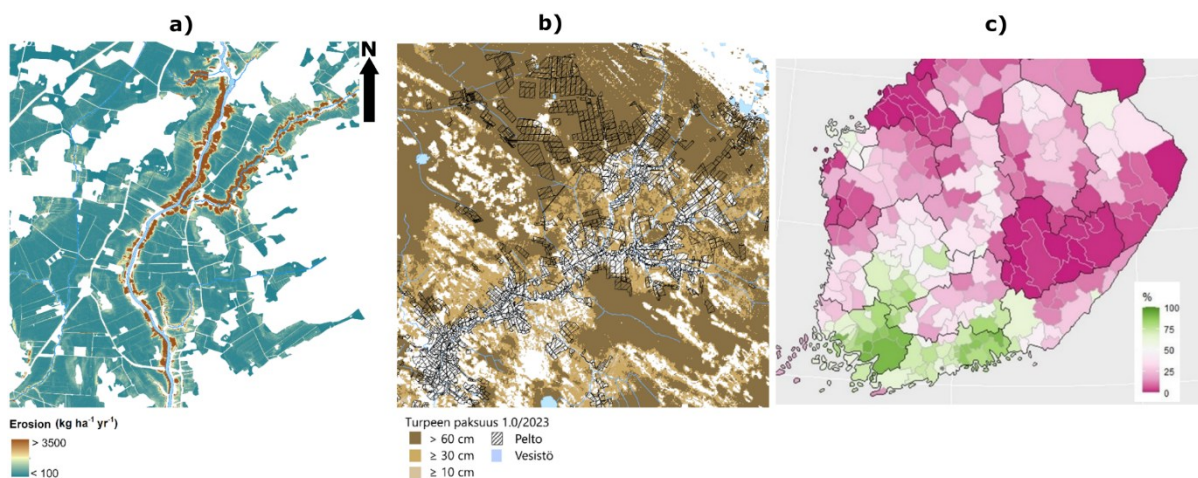 a)
b)
c)
N
%
100
75
50
25
0
Erosion (kg ha⁻¹ yr⁻¹)
> 3500
< 100
Turpeen paksuus 1.0/2023
> 60 cm
Pelto
≥ 30 cm
Vesistö
≥ 10 cm